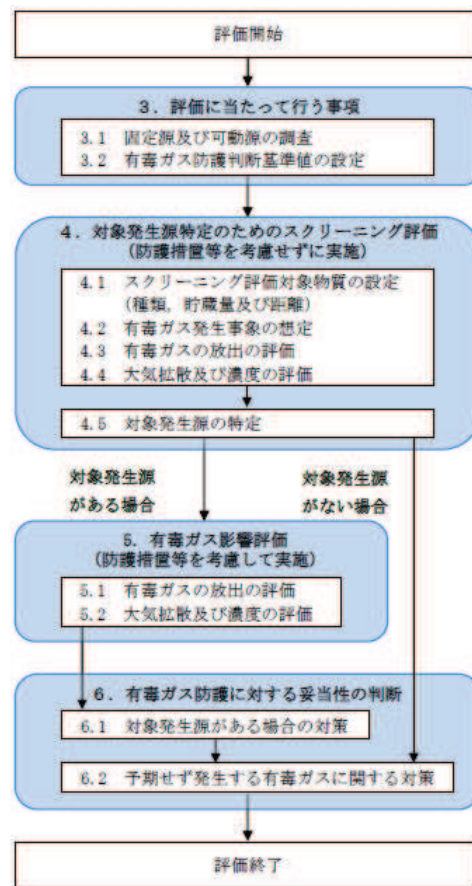 評価開始
３．評価に当たって行う事項
3.1 固定源及び可動源の調査
3.2 有毒ガス防護判断基準値の設定
４．対象発生源特定のためのスクリーニング評価
(防護措置等を考慮せずに実施)
4.1 スクリーニング評価対象物質の設定
(種類，貯蔵量及び距離)
4.2 有毒ガス発生事象の想定
4.3 有毒ガスの放出の評価
4.4 大気拡散及び濃度の評価
4.5 対象発生源の特定
対象発生源
がある場合
対象発生源
がない場合
5. 有毒ガス影響評価
(防護措置等を考慮して実施)
5.1 有毒ガスの放出の評価
5.2 大気拡散及び濃度の評価
６．有毒ガス防護に対する妥当性の判断
6.1 対象発生源がある場合の対策
6.2 予期せず発生する有毒ガスに関する対策
評価終了